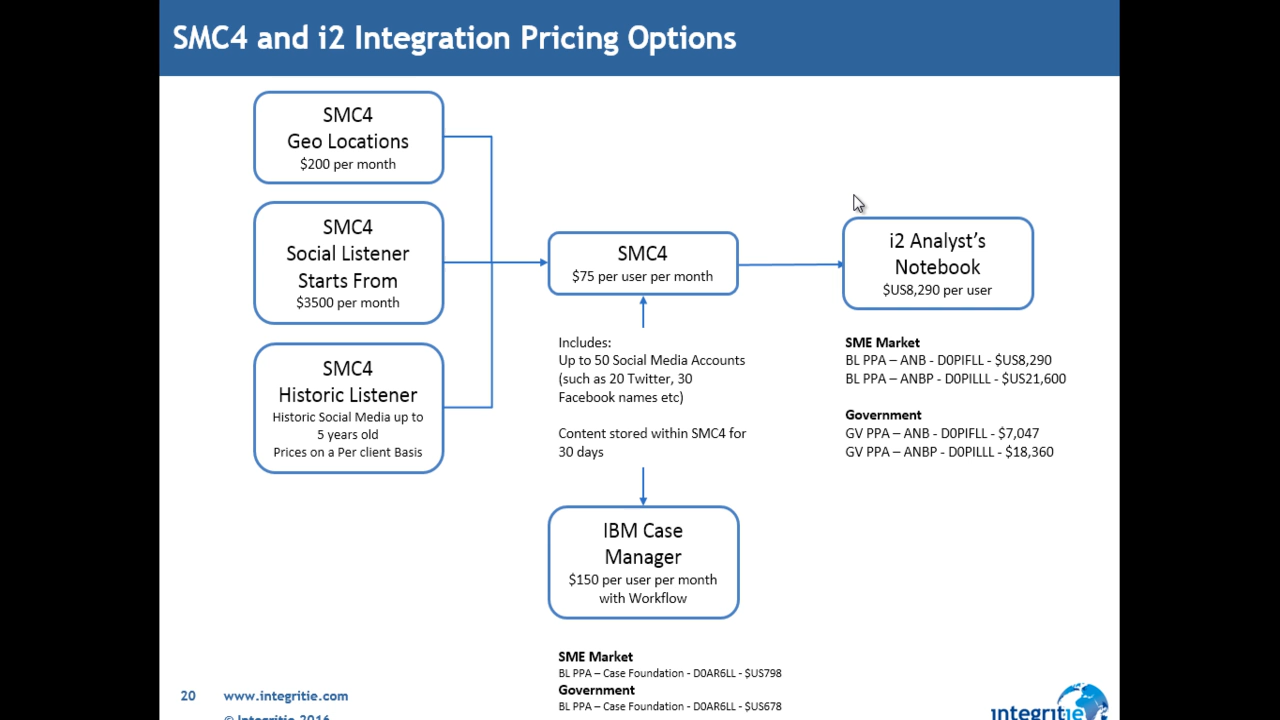 SMC4 and i2 Integration Pricing Options
SMC4
Geo Locations
$200 per month
SMC4
Social Listener
Starts From
$3500 per month
SMC4
Historic Listener
Historic Social Media up to
5 years old
Prices on a Per client Basis
SMC4
$75 per user per month
Includes:
Up to 50 Social Media Accounts
(such as 20 Twitter, 30
Facebook names etc)
Content stored within SMC4 for
30 days
IBM Case
Manager
$150 per user per month
with Workflow
SME Market
BL PPA – Case Foundation - D0AR6LL - $US798
Government
BL PPA – Case Foundation - D0AR6LL - $US678
i2 Analyst's
Notebook
$US8,290 per user
SME Market
BL PPA – ANB - D0PIFLL - $US8,290
BL PPA – ANBP - D0PILLL - $US21,600
Government
GV PPA – ANB - D0PIFLL - $7,047
GV PPA – ANBP - D0PILLL - $18,360
20 www.integritie.com
© Integritie 2016
integritie